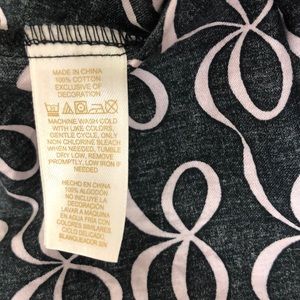 MADE IN CHINA
100% COTTON
EXCLUSIVE OF
DECORATION
MACHINE WASH COLD
WITH LIKE COLORS,
GENTLE CYCLE, ONLY
NON CHLORINE BLEACH
WHEN NEEDED, TUMBLE
DRY LOW, REMOVE
PROMPTLY, LOW IRON IF
NEEDED
HECHO EN CHINA
100% ALGODÓN
NO INCLUYE LA
DECORACIÓN
LAVAR A MÁQUINA
EN AGUA FRÍA CON
COLORES SIMILARES
CICLO DELICADO
BLANQUEADOR SIN